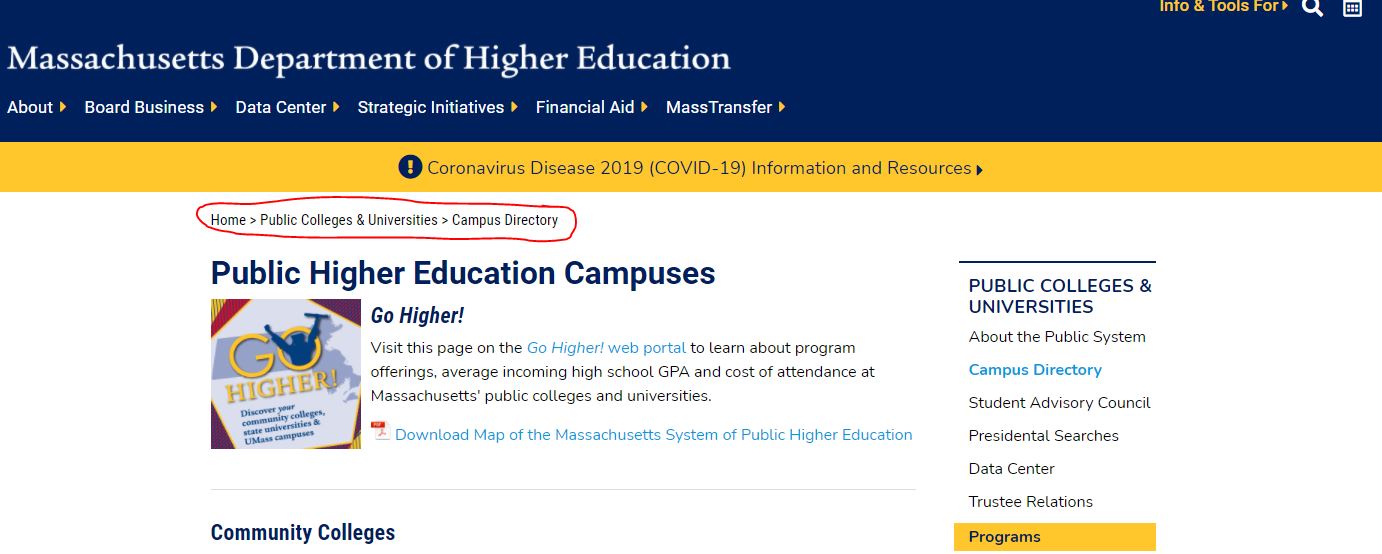 Info & Tools For
Massachusetts Department of Higher Education
About Board Business Data Center Strategic Initiatives Financial Aid MassTransfer
Coronavirus Disease 2019 (COVID-19) Information and Resources
Home > Public Colleges & Universities > Campus Directory
Public Higher Education Campuses
GO
HIGHER!
Discover your
community colleges,
state universities &
UMass campuses
Go Higher!
Visit this page on the Go Higher! web portal to learn about program
offerings, average incoming high school GPA and cost of attendance at
Massachusetts' public colleges and universities.
Download Map of the Massachusetts System of Public Higher Education
Community Colleges
PUBLIC COLLEGES &
UNIVERSITIES
About the Public System
Campus Directory
Student Advisory Council
Presidental Searches
Data Center
Trustee Relations
Programs